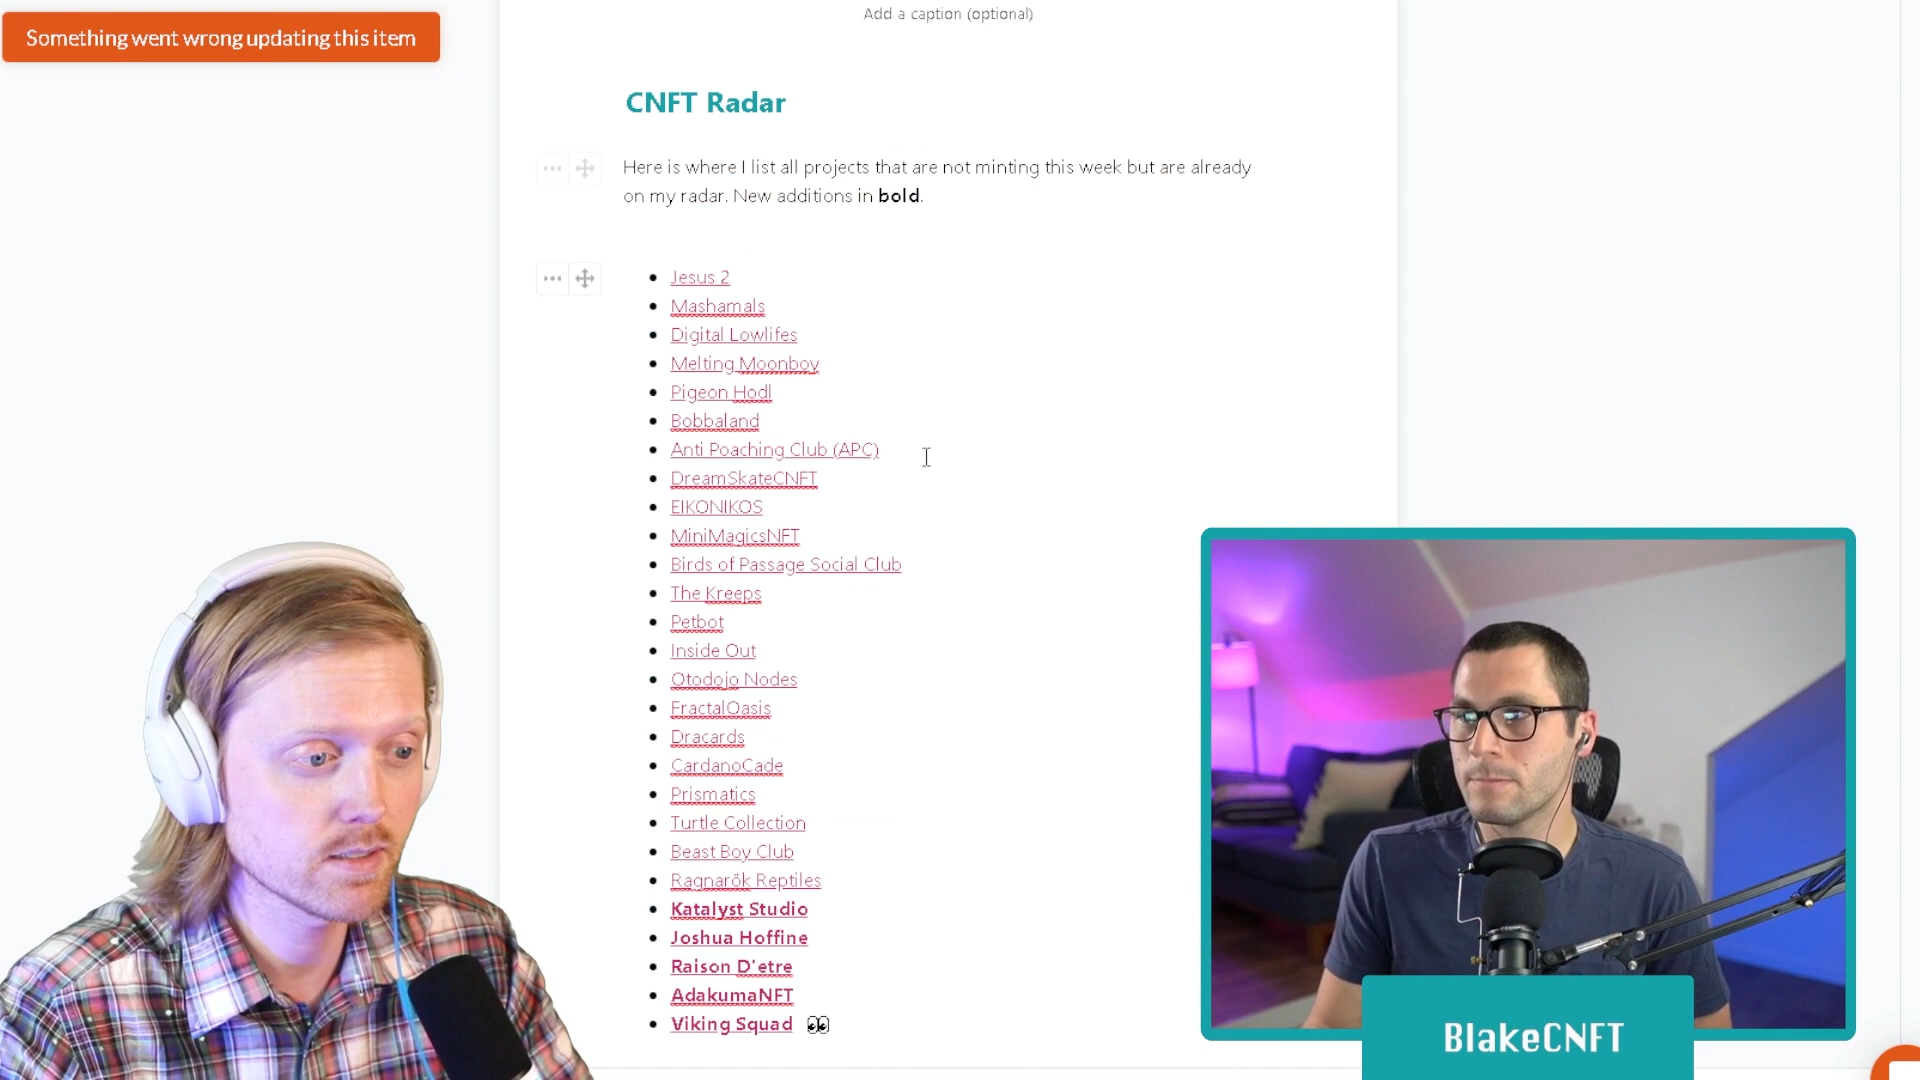 Add a caption (optional)
Something went wrong updating this item
CNFT Radar
Here is where I list all projects that are not minting this week but are already
on my radar. New additions in bold.
Jesus 2
Mashamals
Digital Lowlifes
Melting Moonboy
Pigeon Hodl
Bobbaland
Anti Poaching Club (APC)
DreamSkateCNFT
EIKONIKOS
MiniMagicsNFT
Birds of Passage Social Club
The Kreeps
Petbot
Inside Out
Otodojo Nodes
FractalOasis
Dracards
CardanoCade
Prismatics
Turtle Collection
Beast Boy Club
Ragnarök Reptiles
Katalyst Studio
Joshua Hoffine
Raison D'etre
AdakumaNFT
Viking Squad 👀
BlakeCNFT